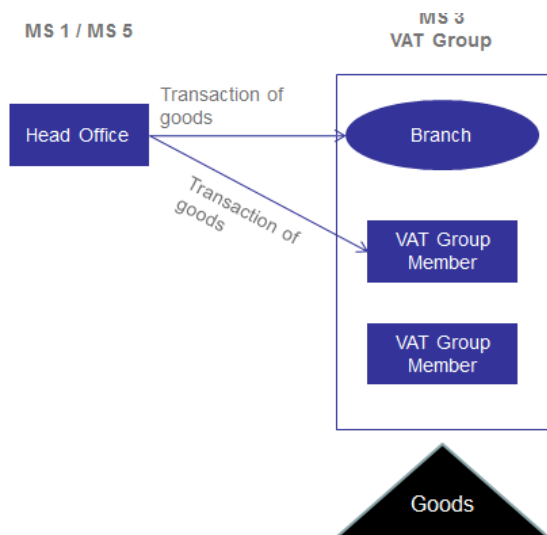 MS 1 / MS 5
MS 3
VAT Group
Transaction of
goods
Head Office
Branch
Transaction of
goods
VAT Group
Member
VAT Group
Member
Goods